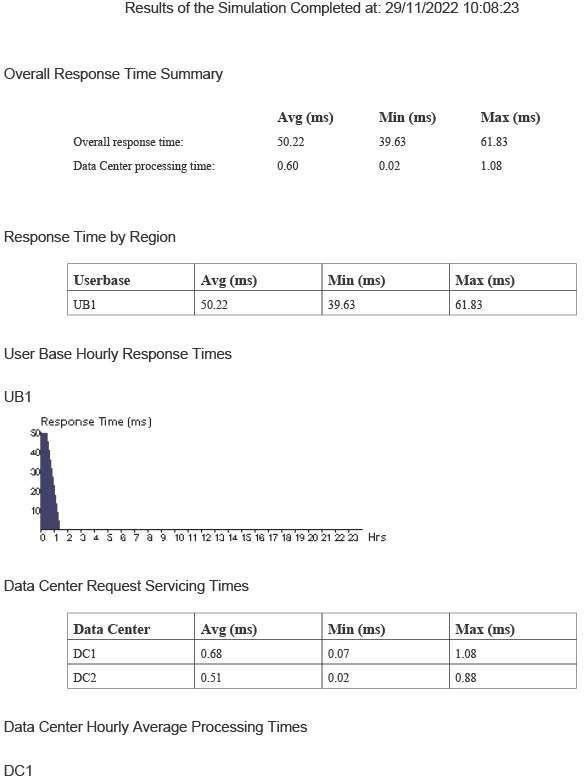 Results of the Simulation Completed at: 29/11/2022 10:08:23
Overall Response Time Summary
Avg (ms) Min (ms) Max (ms)
Overall response time: 50.22 39.63 61.83
Data Center processing time: 0.60 0.02 1.08
Response Time by Region
Userbase Avg (ms) Min (ms) Max (ms)
UB1 50.22 39.63 61.83
User Base Hourly Response Times
UB1
Response Time (ms)
50
40
30
20
10
0 1 2 3 4 5 6 7 8 9 10 11 12 13 14 15 16 17 18 19 20 21 22 23 Hrs
Data Center Request Servicing Times
Data Center Avg (ms) Min (ms) Max (ms)
DC1 0.68 0.07 1.08
DC2 0.51 0.02 0.88
Data Center Hourly Average Processing Times
DC1